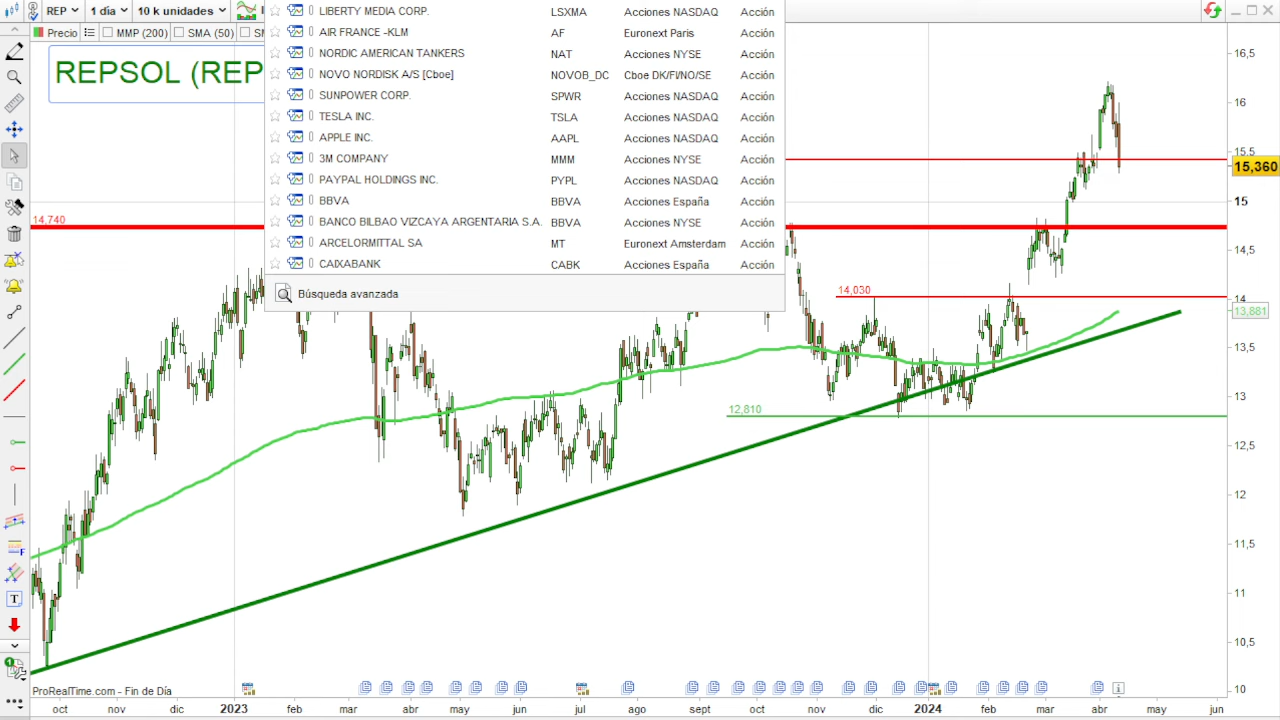 REP 1 día 10 k unidades
Precio MMP (200) SMA (50)
REPSOL (REP
LIBERTY MEDIA CORP. LSXMA Acciones NASDAQ Acción
AIR FRANCE -KLM AF Euronext Paris Acción
NORDIC AMERICAN TANKERS NAT Acciones NYSE Acción
NOVO NORDISK A/S [Cboe] NOVOB_DC Cboe DK/FI/NO/SE Acción
SUNPOWER CORP. SPWR Acciones NASDAQ Acción
TESLA INC. TSLA Acciones NASDAQ Acción
APPLE INC. AAPL Acciones NASDAQ Acción
3M COMPANY MMM Acciones NYSE Acción
PAYPAL HOLDINGS INC. PYPL Acciones NASDAQ Acción
BBVA BBVA Acciones España Acción
BANCO BILBAO VIZCAYA ARGENTARIA S.A. BBVA Acciones NYSE Acción
ARCELORMITTAL SA MT Euronext Amsterdam Acción
CAIXABANK CABK Acciones España Acción
Búsqueda avanzada
14,740
14,030
12,810
16,5
16
15,5
15,360
15
14,5
14
13,881
13,5
13
12,5
12
11,5
11
10,5
10
ProRealTime.com - Fin de Día
oct nov dic 2023 feb mar abr may jun jul ago sept oct nov dic 2024 feb mar abr may jun